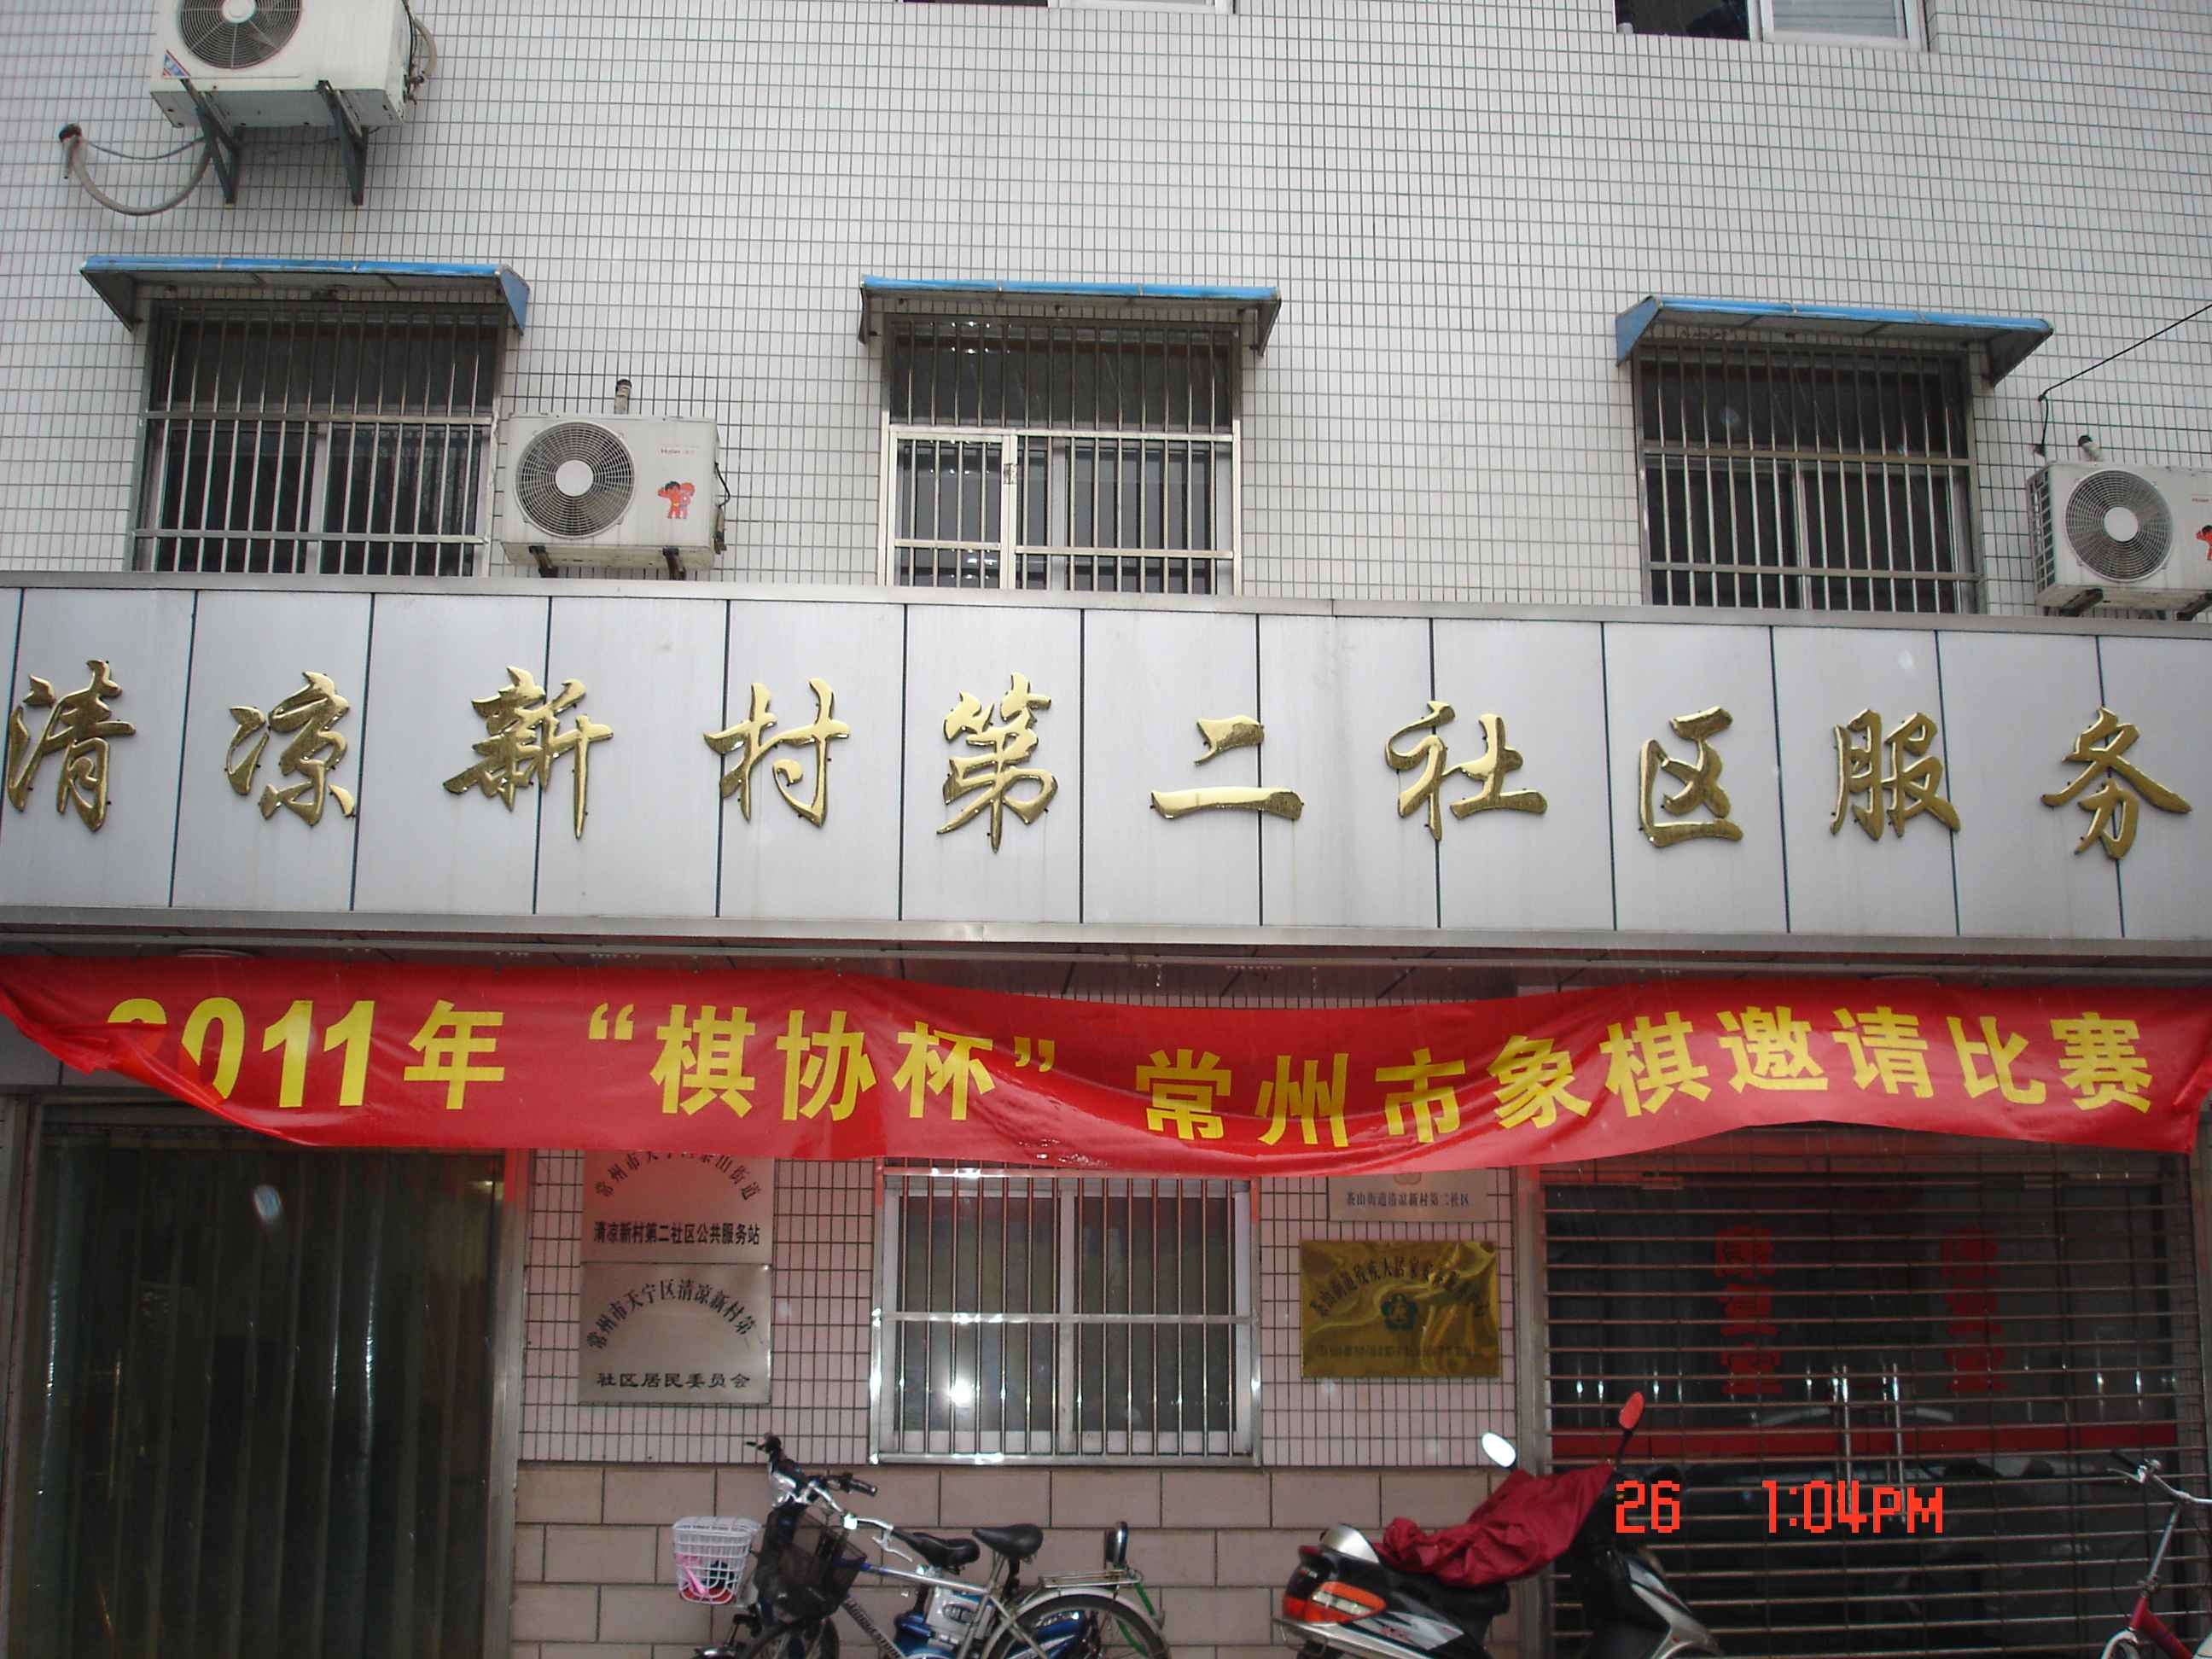 Haier
清凉新村第二社区服务
2011年“棋协杯”常州市象棋邀请比赛
常州市天宁区茶山街道
清凉新村第二社区公共服务站
常州市天宁区清凉新村第二
社区居民委员会
茶山街道清凉新村第二社区
26 1:04PM